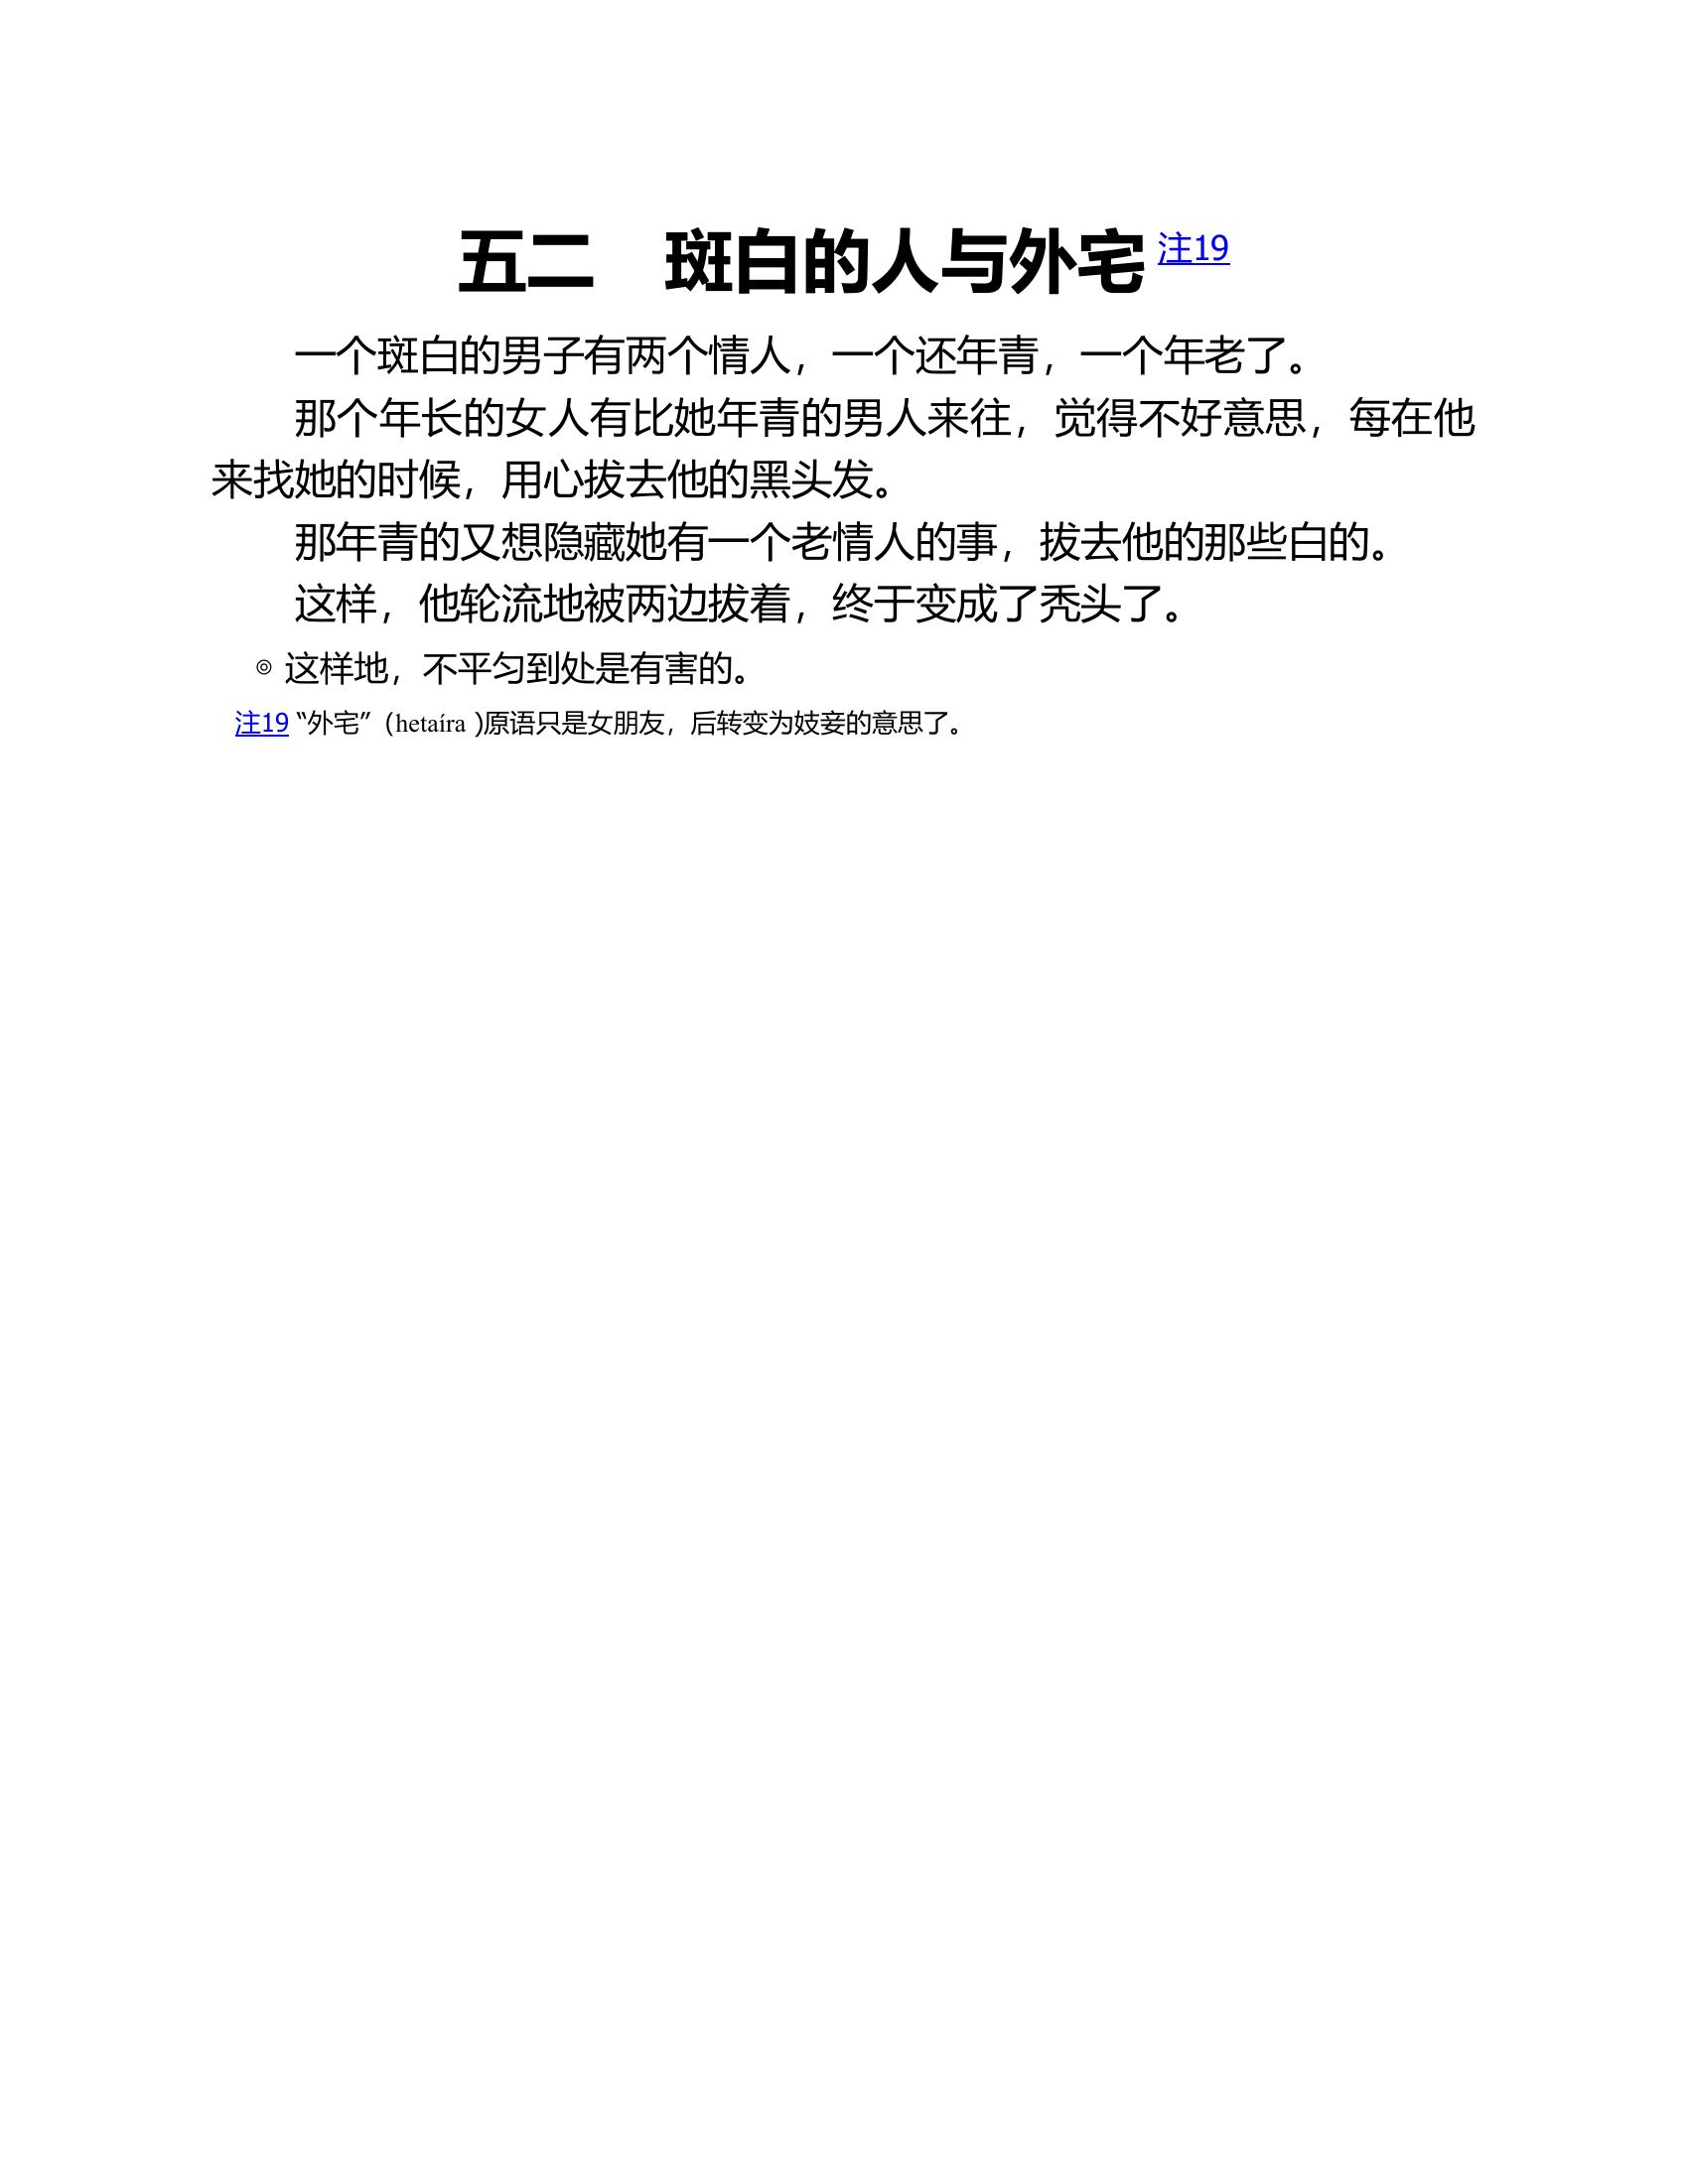 五二　斑白的人与外宅 注19
一个斑白的男子有两个情人，一个还年青，一个年老了。
那个年长的女人有比她年青的男人来往，觉得不好意思，每在他
来找她的时候，用心拔去他的黑头发。
那年青的又想隐藏她有一个老情人的事，拔去他的那些白的。
这样，他轮流地被两边拔着，终于变成了秃头了。
◎ 这样地，不平匀到处是有害的。
注19 “外宅”（hetaíra )原语只是女朋友，后转变为妓妾的意思了。